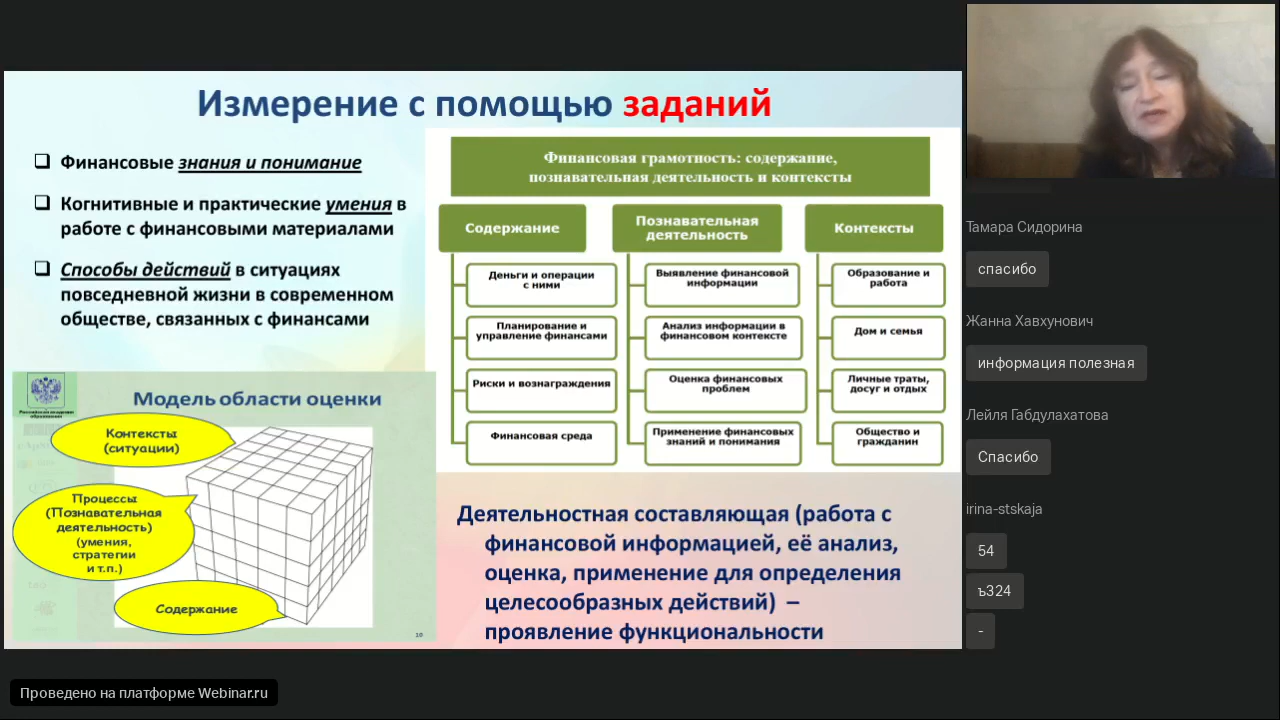 Измерение с помощью заданий
❑ Финансовые знания и понимание
❑ Когнитивные и практические умения в
работе с финансовыми материалами
❑ Способы действий в ситуациях
повседневной жизни в современном
обществе, связанных с финансами
Финансовая грамотность: содержание,
познавательная деятельность и контексты
Содержание
Деньги и операции
с ними
Планирование и
управление финансами
Риски и вознаграждения
Финансовая среда
Познавательная
деятельность
Выявление финансовой
информации
Анализ информации в
финансовом контексте
Оценка финансовых
проблем
Применение финансовых
знаний и понимания
Контексты
Образование и
работа
Дом и семья
Личные траты,
досуг и отдых
Общество и
гражданин
Российская академия
образования
Модель области оценки
Контексты
(ситуации)
Процессы
(Познавательная
деятельность)
(умения,
стратегии
и т.п.)
Содержание
10
Деятельностная составляющая (работа с
финансовой информацией, её анализ,
оценка, применение для определения
целесообразных действий) –
проявление функциональности
Тамара Сидорина
спасибо
Жанна Хавхунович
информация полезная
Лейля Габдулахатова
Спасибо
irina-stskaja
54
ъ324
-
Проведено на платформе Webinar.ru